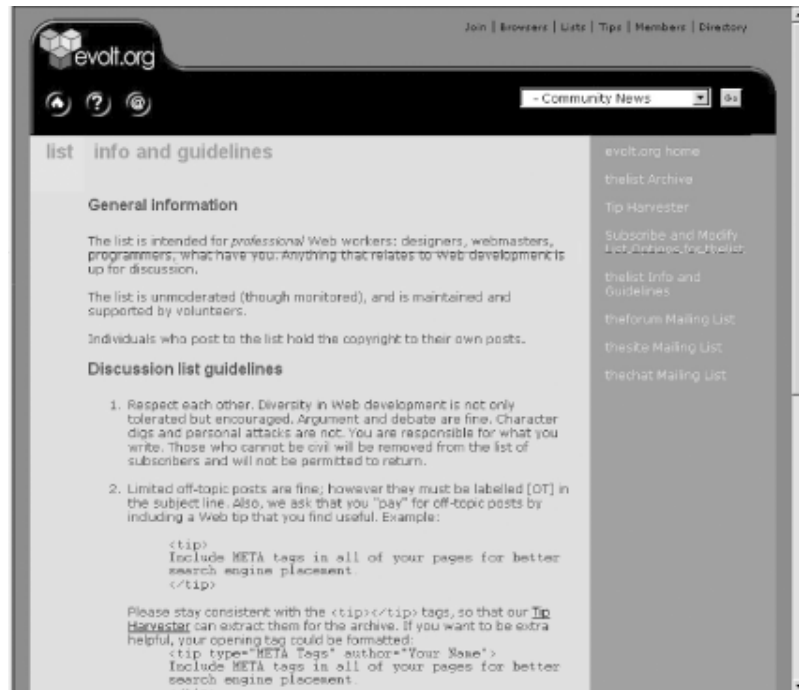 Join | Browsers | Lists | Tips | Members | Directory
evolt.org
- Community News
Go
list info and guidelines
General information
The list is intended for professional Web workers: designers, webmasters,
programmers, what have you. Anything that relates to Web development is
up for discussion.
The list is unmoderated (though monitored), and is maintained and
supported by volunteers.
Individuals who post to the list hold the copyright to their own posts.
Discussion list guidelines
1. Respect each other. Diversity in Web development is not only
tolerated but encouraged. Argument and debate are fine. Character
digs and personal attacks are not. You are responsible for what you
write. Those who cannot be civil will be removed from the list of
subscribers and will not be permitted to return.
2. Limited off-topic posts are fine; however they must be labelled [OT] in
the subject line. Also, we ask that you "pay" for off-topic posts by
including a Web tip that you find useful. Example:
<tip>
Include META tags in all of your pages for better
search engine placement.
</tip>
Please stay consistent with the <tip></tip> tags, so that our Tip
Harvester can extract them for the archive. If you want to be extra
helpful, your opening tag could be formatted:
<tip type="META Tags" author="Your Name">
Include META tags in all of your pages for better
search engine placement.
evolt.org home
thelist Archive
Tip Harvester
Subscribe and Modify
List Options for thelist
thelist Info and
Guidelines
theforum Mailing List
thesite Mailing List
thechat Mailing List